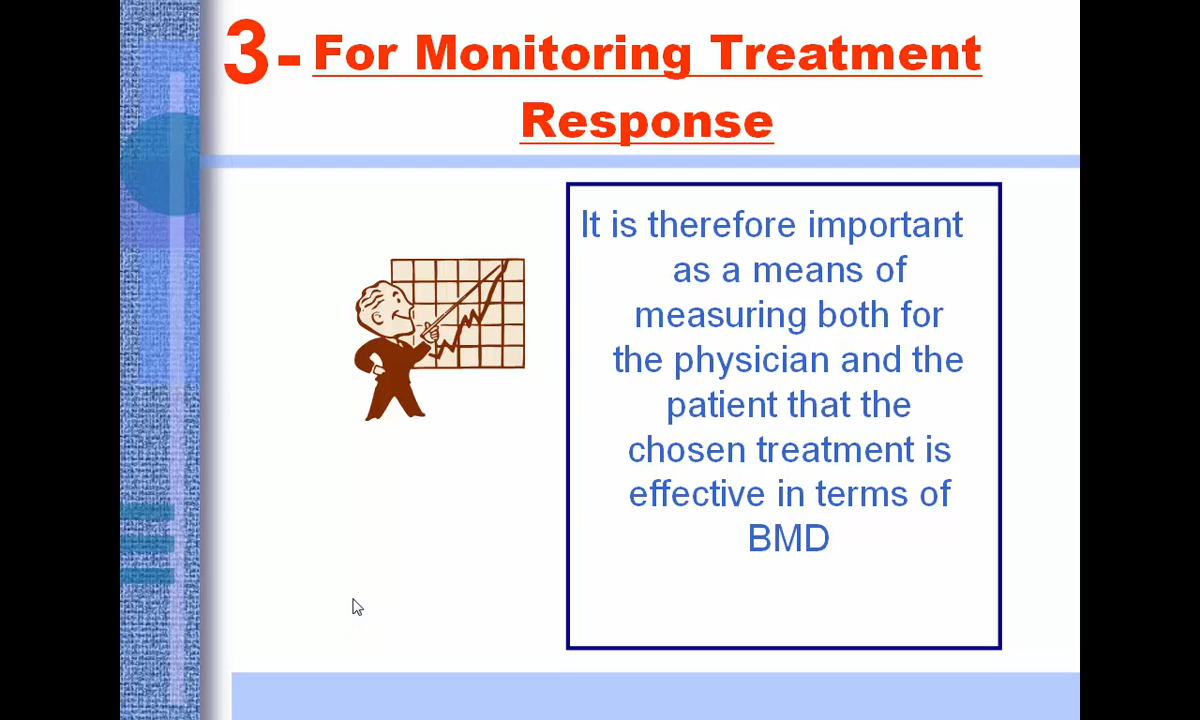 3- For Monitoring Treatment
Response
It is therefore important
as a means of
measuring both for
the physician and the
patient that the
chosen treatment is
effective in terms of
BMD